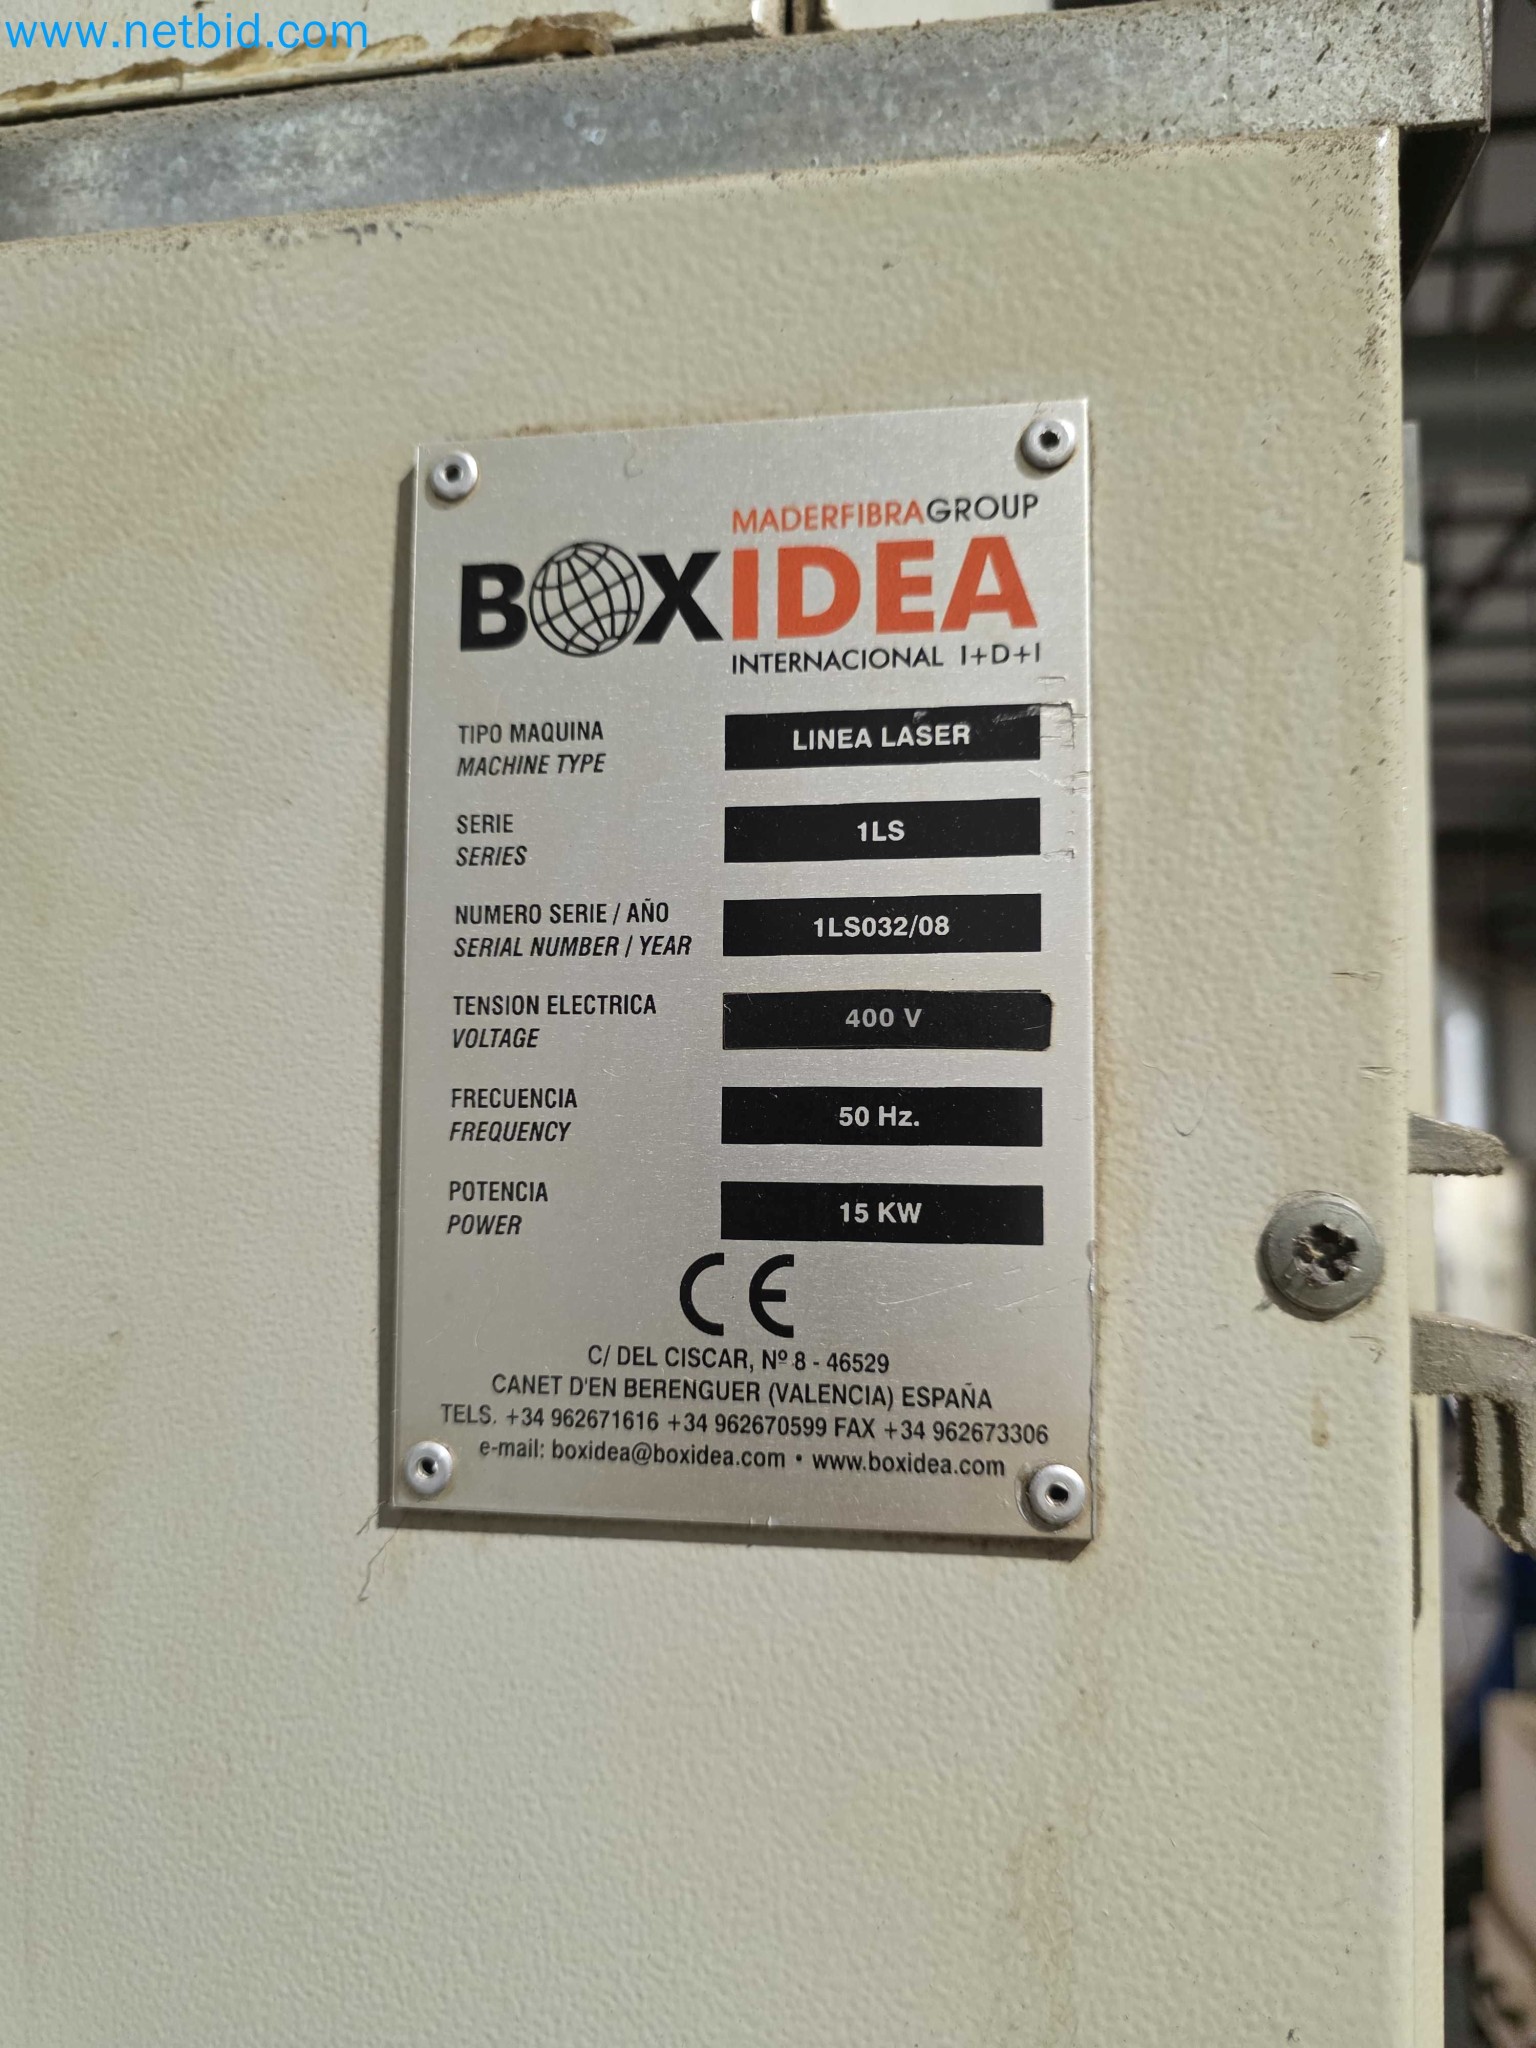 www.netbid.com
MADERFIBRAGROUP
BOXIDEA
INTERNACIONAL I+D+I
TIPO MAQUINA
MACHINE TYPE
LINEA LASER
SERIE
SERIES
1LS
NUMERO SERIE / AÑO
SERIAL NUMBER / YEAR
1LS032/08
TENSION ELECTRICA
VOLTAGE
400 V
FRECUENCIA
FREQUENCY
50 Hz.
POTENCIA
POWER
15 KW
CE
C/ DEL CISCAR, Nº 8 - 46529
CANET D'EN BERENGUER (VALENCIA) ESPAÑA
TELS. +34 962671616 +34 962670599 FAX +34 962673306
e-mail: boxidea@boxidea.com • www.boxidea.com